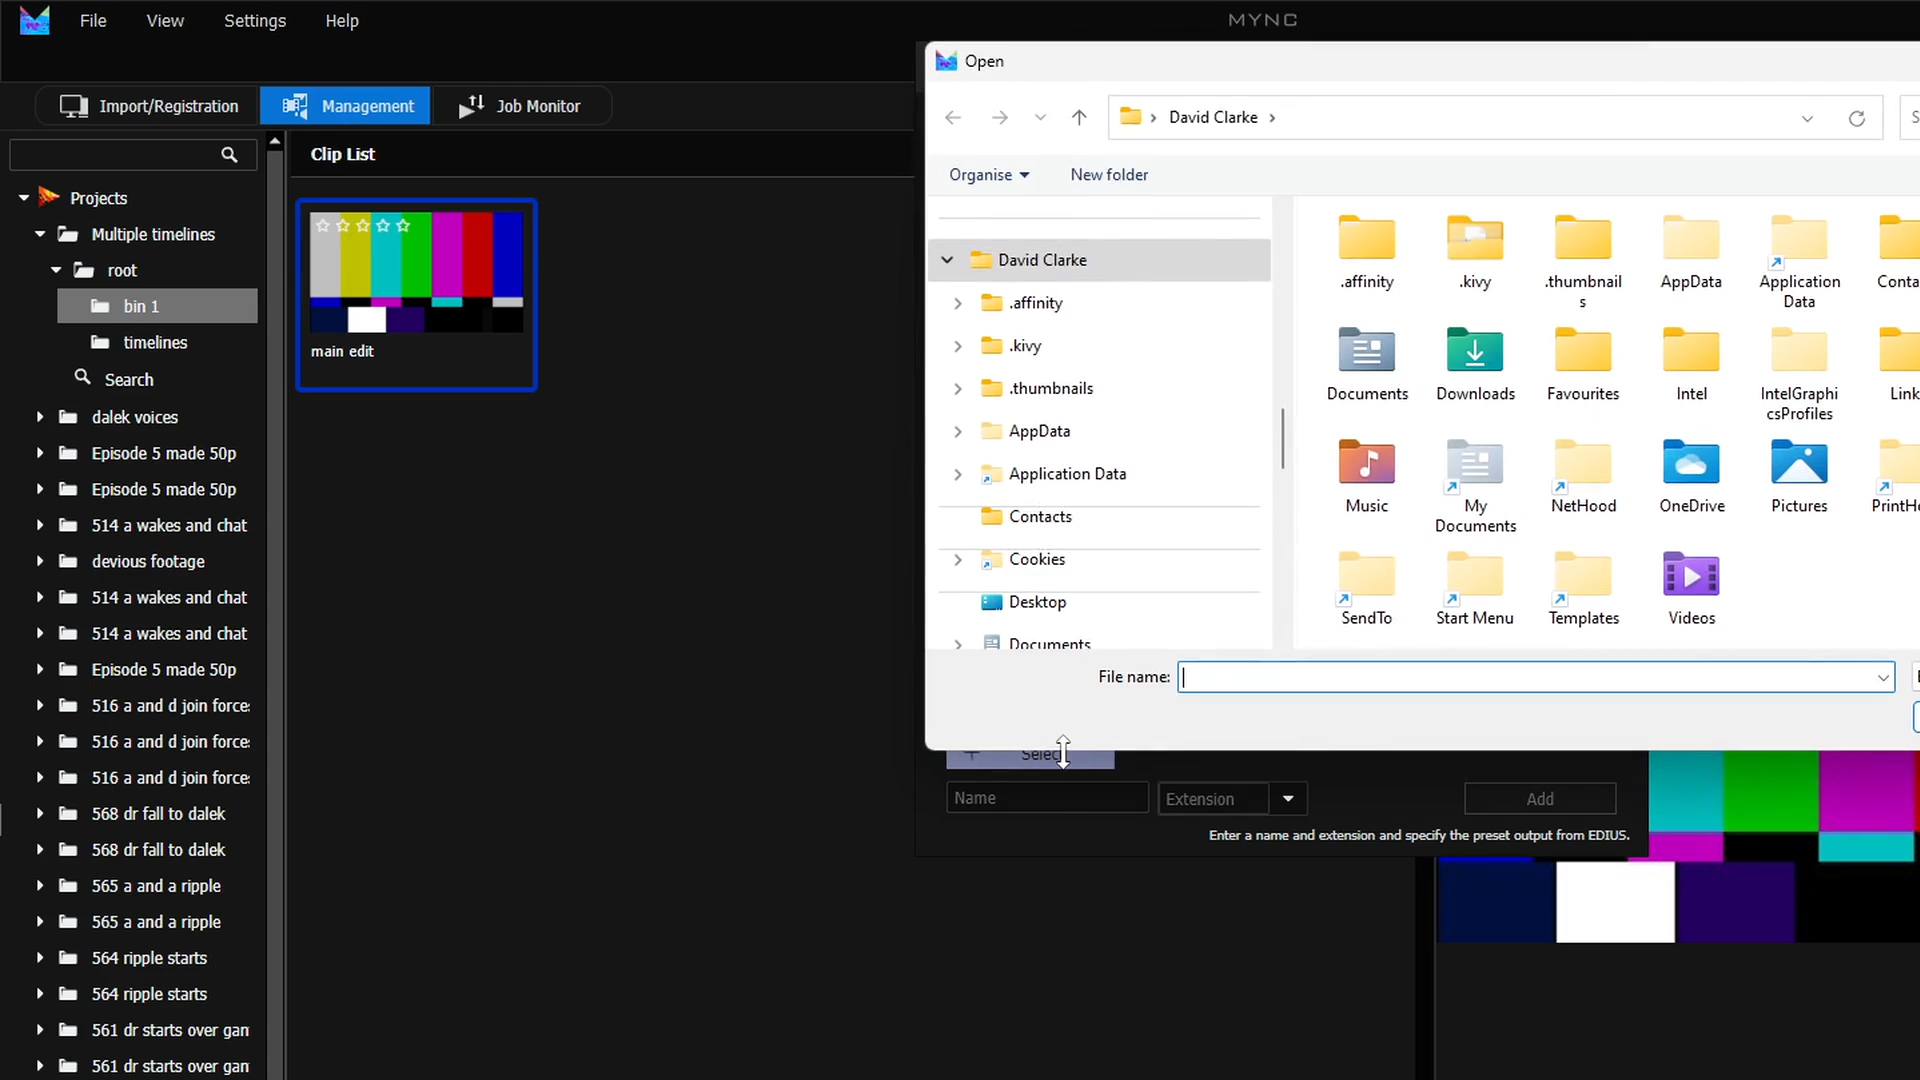 File
View
Settings
Help
MYNC
Import/Registration
Management
Job Monitor
Clip List
Projects
Multiple timelines
root
bin 1
timelines
Search
dalek voices
Episode 5 made 50p
Episode 5 made 50p
514 a wakes and chat
devious footage
514 a wakes and chat
514 a wakes and chat
Episode 5 made 50p
516 a and d join force
516 a and d join force
516 a and d join force
568 dr fall to dalek
568 dr fall to dalek
565 a and a ripple
565 a and a ripple
564 ripple starts
564 ripple starts
561 dr starts over gan
561 dr starts over gan
main edit
Open
David Clarke
Organise
New folder
David Clarke
.affinity
.kivy
.thumbnails
AppData
Application Data
Contacts
Cookies
Desktop
Documents
.affinity
.kivy
.thumbnail
s
AppData
Application
Data
Conta
Documents
Downloads
Favourites
Intel
IntelGraphi
csProfiles
Link
Music
My
Documents
NetHood
OneDrive
Pictures
PrintHo
SendTo
Start Menu
Templates
Videos
File name:
Select
Name
Extension
Add
Enter a name and extension and specify the preset output from EDIUS.